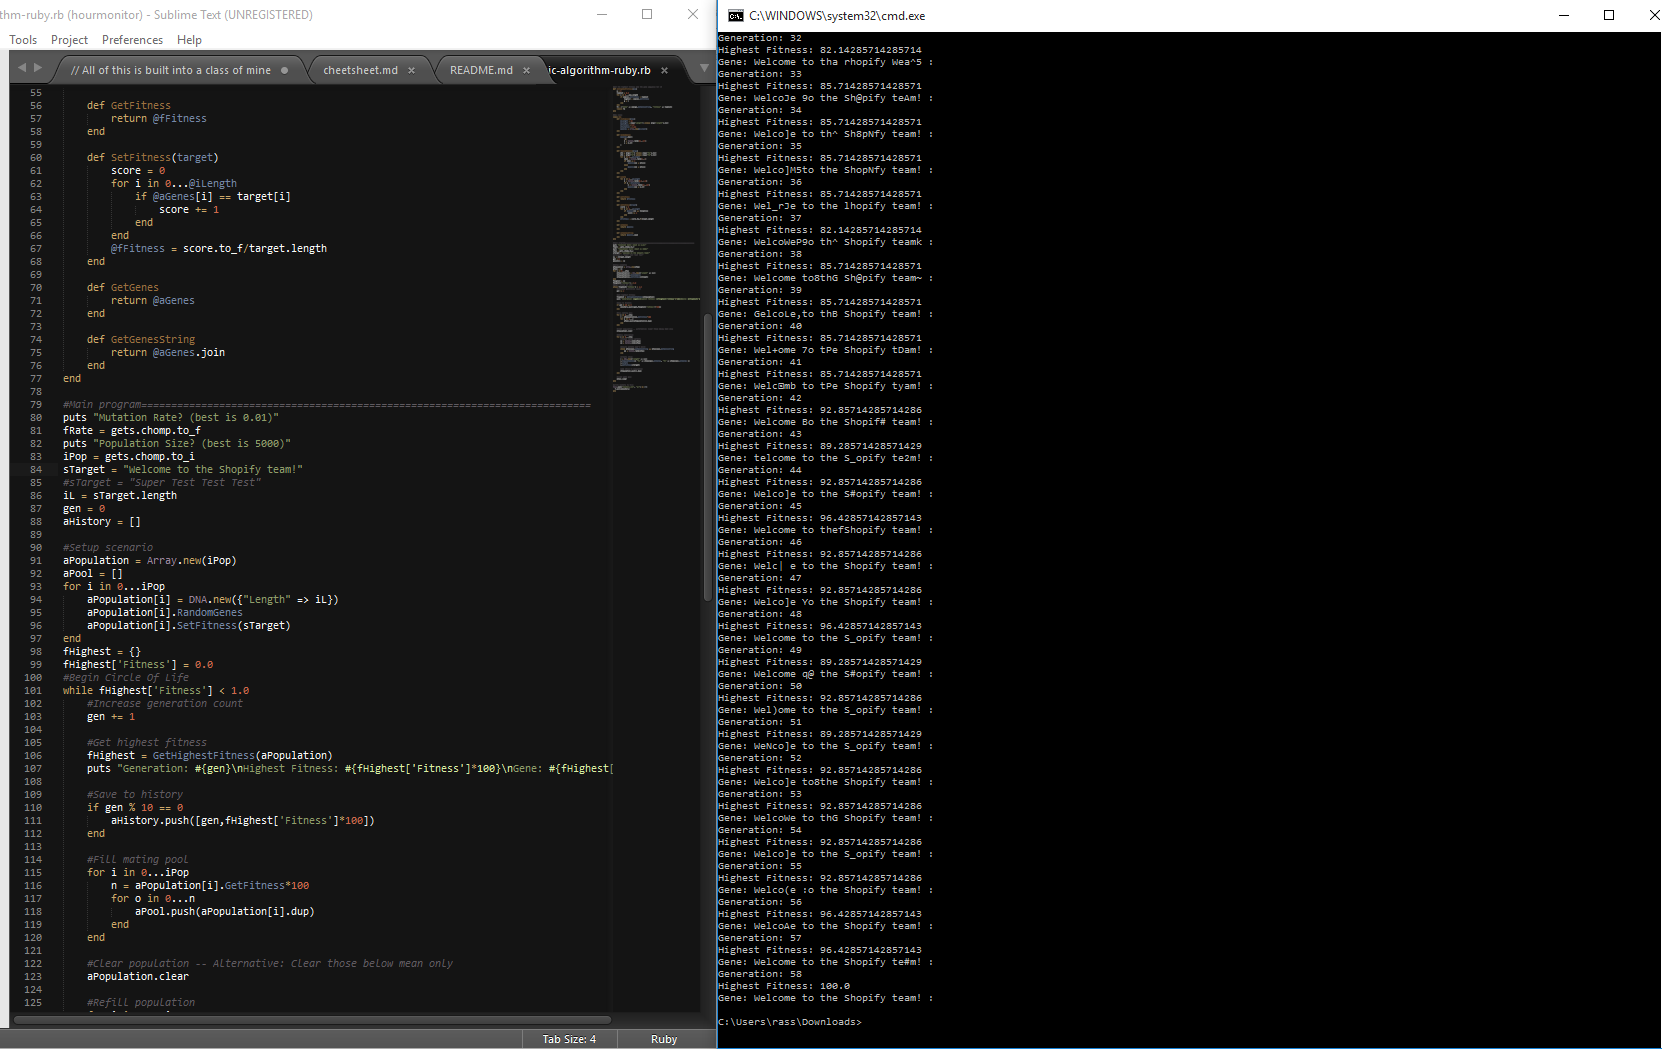 thm-ruby.rb (hourmonitor) - Sublime Text (UNREGISTERED)
Tools Project Preferences Help
// All of this is built into a class of mine
cheetsheet.md
README.md
ic-algorithm-ruby.rb
55
56 def GetFitness
57 return @fFitness
58 end
59
60 def SetFitness(target)
61 score = 0
62 for i in 0...@iLength
63 if @aGenes[i] == target[i]
64 score += 1
65 end
66 end
67 @fFitness = score.to_f/target.length
68 end
69
70 def GetGenes
71 return @aGenes
72 end
73
74 def GetGenesString
75 return @aGenes.join
76 end
77 end
78
79 #Main program===========================================================================
80 puts "Mutation Rate? (best is 0.01)"
81 fRate = gets.chomp.to_f
82 puts "Population Size? (best is 5000)"
83 iPop = gets.chomp.to_i
84 sTarget = "Welcome to the Shopify team!"
85 #sTarget = "Super Test Test Test"
86 iL = sTarget.length
87 gen = 0
88 aHistory = []
89
90 #Setup scenario
91 aPopulation = Array.new(iPop)
92 aPool = []
93 for i in 0...iPop
94 aPopulation[i] = DNA.new({"Length" => iL})
95 aPopulation[i].RandomGenes
96 aPopulation[i].SetFitness(sTarget)
97 end
98 fHighest = {}
99 fHighest['Fitness'] = 0.0
100 #Begin Circle Of Life
101 while fHighest['Fitness'] < 1.0
102 #Increase generation count
103 gen += 1
104
105 #Get highest fitness
106 fHighest = GetHighestFitness(aPopulation)
107 puts "Generation: #{gen}\nHighest Fitness: #{fHighest['Fitness']*100}\nGene: #{fHighest[
108
109 #Save to history
110 if gen % 10 == 0
111 aHistory.push([gen,fHighest['Fitness']*100])
112 end
113
114 #Fill mating pool
115 for i in 0...iPop
116 n = aPopulation[i].GetFitness*100
117 for o in 0...n
118 aPool.push(aPopulation[i].dup)
119 end
120 end
121
122 #Clear population -- Alternative: Clear those below mean only
123 aPopulation.clear
124
125 #Refill population
Tab Size: 4 Ruby
C:\WINDOWS\system32\cmd.exe
Generation: 32
Highest Fitness: 82.14285714285714
Gene: Welcome to tha rhopify Wea^5 :
Generation: 33
Highest Fitness: 85.71428571428571
Gene: WelcoJe 9o the Sh@pify teAm! :
Generation: 34
Highest Fitness: 85.71428571428571
Gene: Welco]e to th^ Sh8pNfy team! :
Generation: 35
Highest Fitness: 85.71428571428571
Gene: Welco]M5to the ShopNfy team! :
Generation: 36
Highest Fitness: 85.71428571428571
Gene: Wel_rJe to the lhopify team! :
Generation: 37
Highest Fitness: 82.14285714285714
Gene: WelcoWeP9o th^ Shopify teamk :
Generation: 38
Highest Fitness: 85.71428571428571
Gene: Welcome to8thG Sh@pify team~ :
Generation: 39
Highest Fitness: 85.71428571428571
Gene: GelcoLe,to thB Shopify team! :
Generation: 40
Highest Fitness: 85.71428571428571
Gene: Wel+ome 7o tPe Shopify tDam! :
Generation: 41
Highest Fitness: 85.71428571428571
Gene: to tPe Shopify tyam! :
Generation: 42
Highest Fitness: 92.85714285714286
Gene: Welcome Bo the Shopif# team! :
Generation: 43
Highest Fitness: 89.28571428571429
Gene: telcome to the S_opify te2m! :
Generation: 44
Highest Fitness: 92.85714285714286
Gene: Welco]e to the S#opify team! :
Generation: 45
Highest Fitness: 96.42857142857143
Gene: Welcome to thefShopify team! :
Generation: 46
Highest Fitness: 92.85714285714286
Gene: Welc| e to the Shopify team! :
Generation: 47
Highest Fitness: 92.85714285714286
Gene: Welco]e Yo the Shopify team! :
Generation: 48
Highest Fitness: 96.42857142857143
Gene: Welcome to the S_opify team! :
Generation: 49
Highest Fitness: 89.28571428571429
Gene: Welcome q@ the S#opify team! :
Generation: 50
Highest Fitness: 92.85714285714286
Gene: Wel)ome to the S_opify team! :
Generation: 51
Highest Fitness: 89.28571428571429
Gene: WeNco]e to the S_opify team! :
Generation: 52
Highest Fitness: 92.85714285714286
Gene: Welco]e to8the Shopify team! :
Generation: 53
Highest Fitness: 92.85714285714286
Gene: WelcoWe to thG Shopify team! :
Generation: 54
Highest Fitness: 92.85714285714286
Gene: Welco]e to the S_opify team! :
Generation: 55
Highest Fitness: 92.85714285714286
Gene: Welco(e :o the Shopify team! :
Generation: 56
Highest Fitness: 96.42857142857143
Gene: WelcoAe to the Shopify team! :
Generation: 57
Highest Fitness: 96.42857142857143
Gene: Welcome to the Shopify te#m! :
Generation: 58
Highest Fitness: 100.0
Gene: Welcome to the Shopify team! :
C:\Users\rass\Downloads>